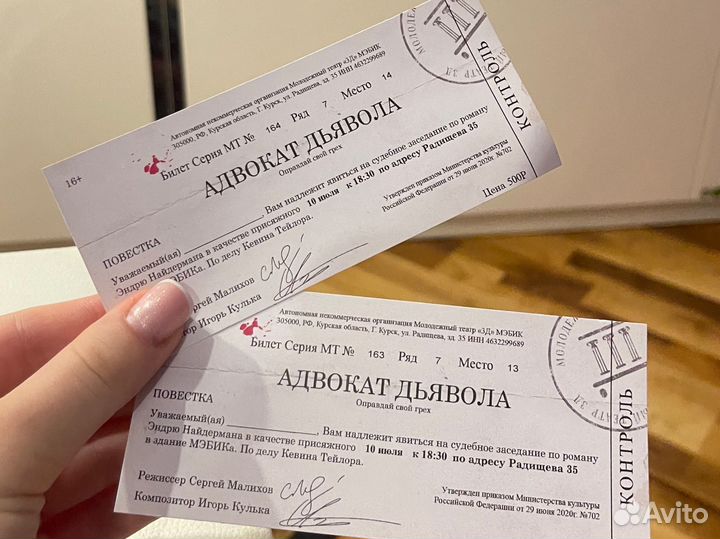 Автономная некоммерческая организация Молодежный театр «3Д» МЭБИК
305000, РФ, Курская область, Г. Курск, ул. Радищева, зд. 35 ИНН 4632299689
Билет Серия МТ № 164 Ряд 7 Место 14
16+
АДВОКАТ ДЬЯВОЛА
Оправдай свой грех
ПОВЕСТКА
Уважаемый(ая) ____________, Вам надлежит явиться на судебное заседание по роману
Эндрю Найдермана в качестве присяжного 10 июля к 18:30 по адресу Радищева 35
МЭБИКа. По делу Кевина Тейлора.
Сергей Малихов
Композитор Игорь Кулька
Утвержден приказом Министерства культуры
Российской Федерации от 29 июня 2020г. №702
Цена 500Р
КОНТРОЛЬ
Автономная некоммерческая организация Молодежный театр «3Д» МЭБИК
305000, РФ, Курская область, Г. Курск, ул. Радищева, зд. 35 ИНН 4632299689
Билет Серия МТ № 163 Ряд 7 Место 13
АДВОКАТ ДЬЯВОЛА
Оправдай свой грех
ПОВЕСТКА
Уважаемый(ая) ____________, Вам надлежит явиться на судебное заседание по роману
Эндрю Найдермана в качестве присяжного 10 июля к 18:30 по адресу Радищева 35
в здание МЭБИКа. По делу Кевина Тейлора.
Режиссер Сергей Малихов
Композитор Игорь Кулька
Утвержден приказом Министерства культуры
Российской Федерации от 29 июня 2020г. №702
КОНТРОЛЬ
Avito